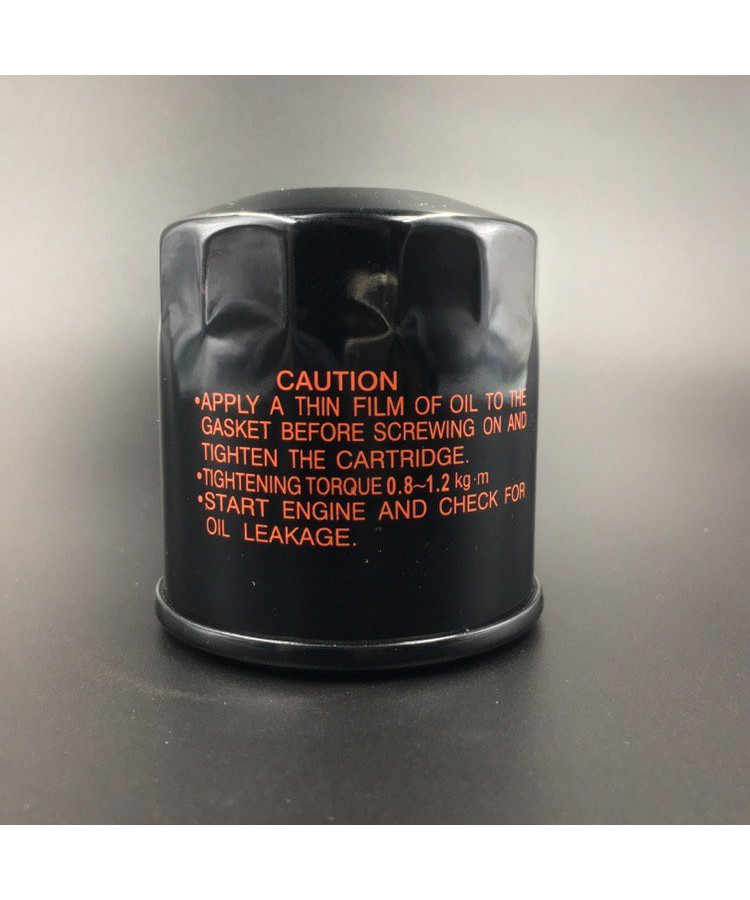 CAUTION
•APPLY A THIN FILM OF OIL TO THE
GASKET BEFORE SCREWING ON AND
TIGHTEN THE CARTRIDGE.
•TIGHTENING TORQUE 0.8~1.2 kg·m
•START ENGINE AND CHECK FOR
OIL LEAKAGE.